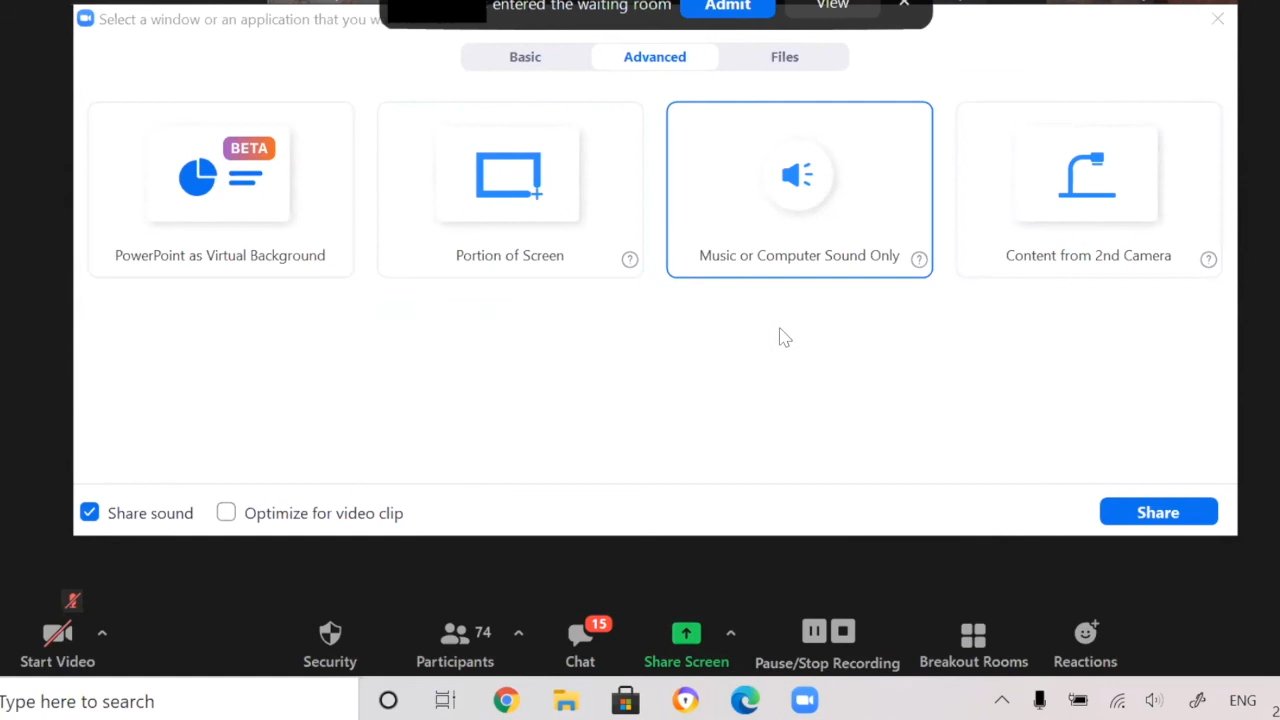 Select a window or an application that you w
entered the waiting room
Admit
View
Basic
Advanced
Files
BETA
PowerPoint as Virtual Background
Portion of Screen
?
Music or Computer Sound Only
?
Content from 2nd Camera
?
Share sound
Optimize for video clip
Share
Start Video
Security
74
Participants
15
Chat
Share Screen
Pause/Stop Recording
Breakout Rooms
Reactions
Type here to search
ENG
2